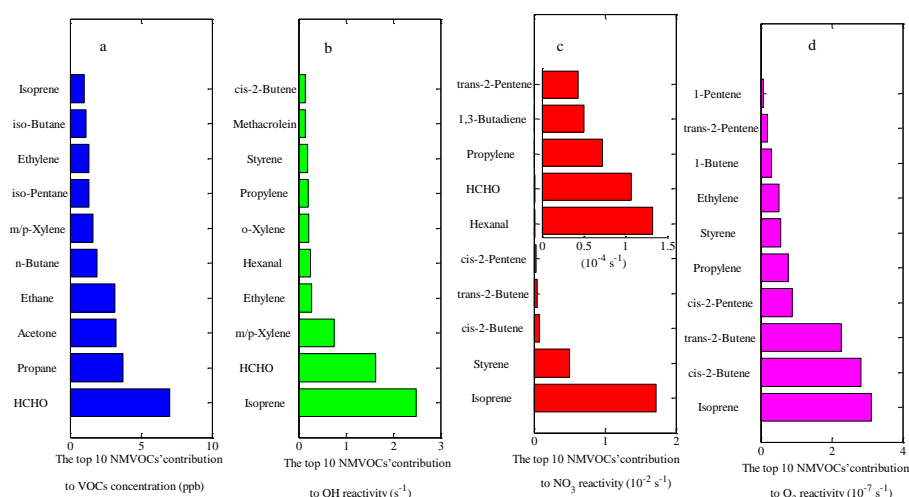 a
Isoprene
iso-Butane
Ethylene
iso-Pentane
m/p-Xylene
n-Butane
Ethane
Acetone
Propane
HCHO
0 5 10
The top 10 NMVOCs'contribution
to VOCs concentration (ppb)
b
cis-2-Butene
Methacrolein
Styrene
Propylene
o-Xylene
Hexanal
Ethylene
m/p-Xylene
HCHO
Isoprene
0 1 2 3
The top 10 NMVOCs'contribution
to OH reactivity (s⁻¹)
c
trans-2-Pentene
1,3-Butadiene
Propylene
HCHO
Hexanal
0 0.5 1 1.5
(10⁻⁴ s⁻¹)
cis-2-Pentene
trans-2-Butene
cis-2-Butene
Styrene
Isoprene
0 1 2
The top 10 NMVOCs'contribution
to NO₃ reactivity (10⁻² s⁻¹)
d
1-Pentene
trans-2-Pentene
1-Butene
Ethylene
Styrene
Propylene
cis-2-Pentene
trans-2-Butene
cis-2-Butene
Isoprene
0 2 4
The top 10 NMVOCs'contribution
to O₃ reactivity (10⁻⁷ s⁻¹)